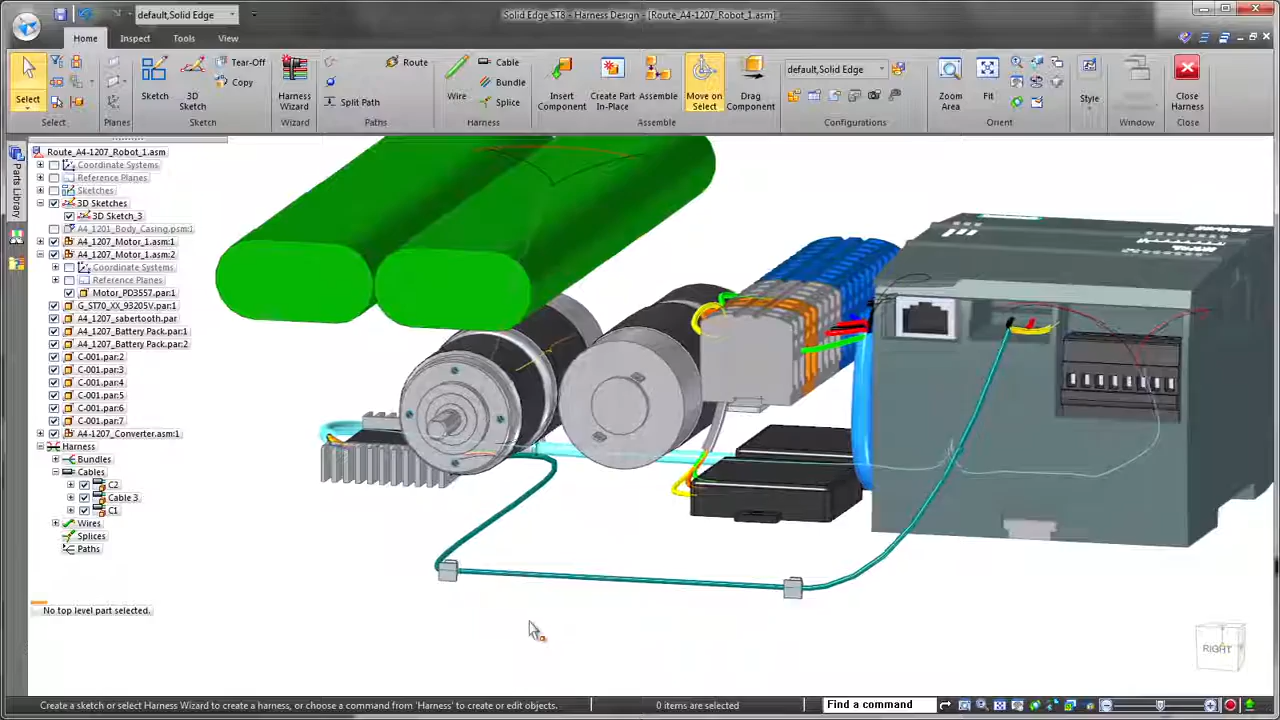 default,Solid Edge
Solid Edge ST8 - Harness Design - [Route_A4-1207_Robot_1.asm]
Home
Inspect
Tools
View
Select
Select
Planes
Sketch
3D Sketch
Tear-Off
Copy
Sketch
Harness Wizard
Wizard
Route
Split Path
Paths
Wire
Cable
Bundle
Splice
Harness
Insert Component
Create Part In-Place
Assemble
Move on Select
Drag Component
Assemble
default,Solid Edge
Configurations
Zoom Area
Fit
Orient
Style
Window
Window
Close Harness
Close
Parts Library
Route_A4-1207_Robot_1.asm
Coordinate Systems
Reference Planes
Sketches
3D Sketches
3D Sketch_3
A4_1201_Body_Casing.psm:1
A4_1207_Motor_1.asm:1
A4_1207_Motor_1.asm:2
Coordinate Systems
Reference Planes
Motor_PD3557.par:1
G_ST70_XX_93205V.par:1
A4_1207_sabertooth.par
A4_1207_Battery Pack.par:1
A4_1207_Battery Pack.par:2
C-001.par:2
C-001.par:3
C-001.par:4
C-001.par:5
C-001.par:6
C-001.par:7
A4-1207_Converter.asm:1
Harness
Bundles
Cables
C2
Cable 3
C1
Wires
Splices
Paths
No top level part selected.
RIGHT
Create a sketch or select Harness Wizard to create a harness, or choose a command from 'Harness' to create or edit objects.
0 items are selected
Find a command